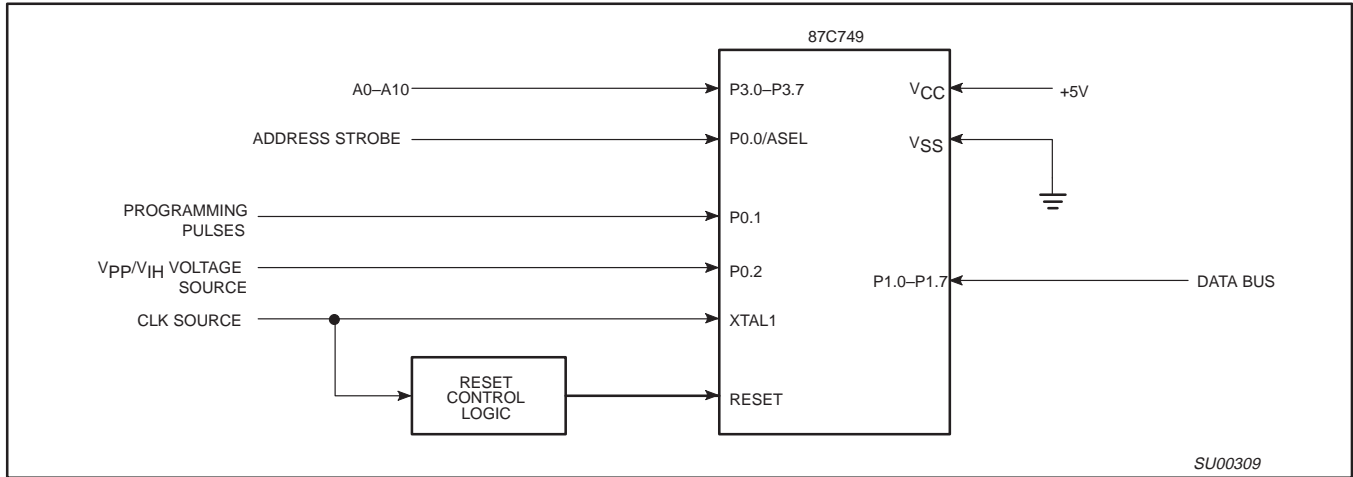 87C749
A0–A10
P3.0–P3.7
VCC
+5V
ADDRESS STROBE
P0.0/ASEL
VSS
PROGRAMMING
PULSES
P0.1
VPP/VIH VOLTAGE
SOURCE
P0.2
P1.0–P1.7
DATA BUS
CLK SOURCE
XTAL1
RESET
CONTROL
LOGIC
RESET
SU00309